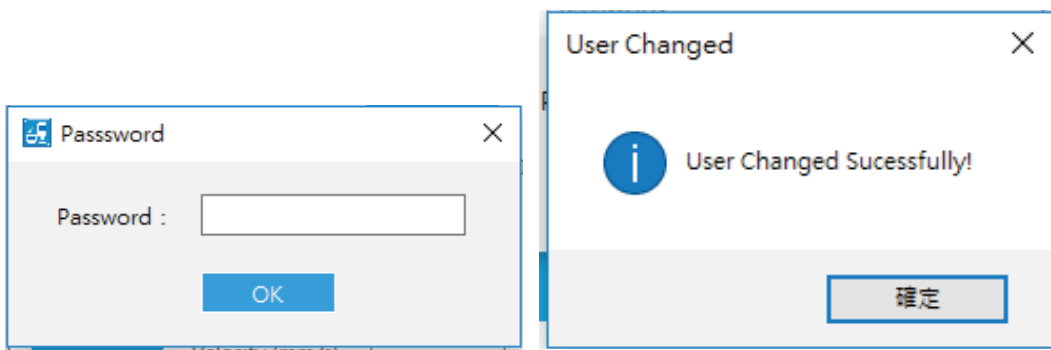 Passsword
Password :
OK
User Changed
User Changed Sucessfully!
確定